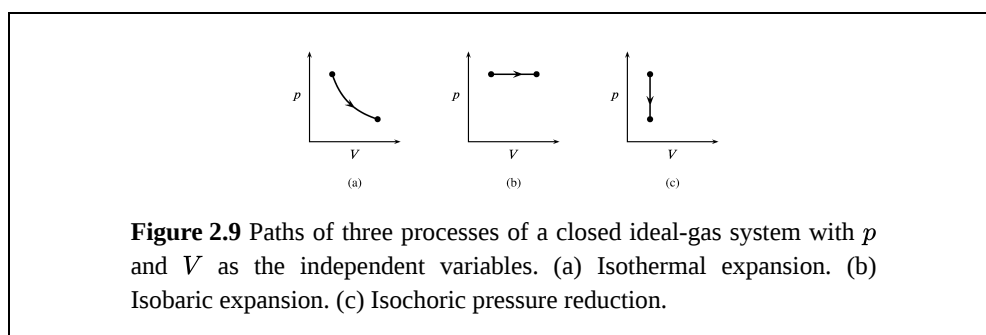 p p p
V V V
(a) (b) (c)
Figure 2.9 Paths of three processes of a closed ideal-gas system with p
and V as the independent variables. (a) Isothermal expansion. (b)
Isobaric expansion. (c) Isochoric pressure reduction.